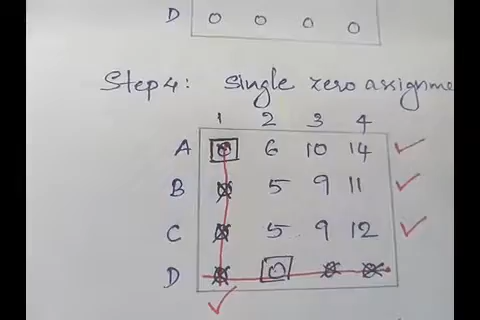 D 0 0 0 0
Step 4: Single zero assignme
1 2 3 4
A 0 6 10 14 ✓
B 0 5 9 11 ✓
C 0 5 9 12 ✓
D 0 0 0 0
✓